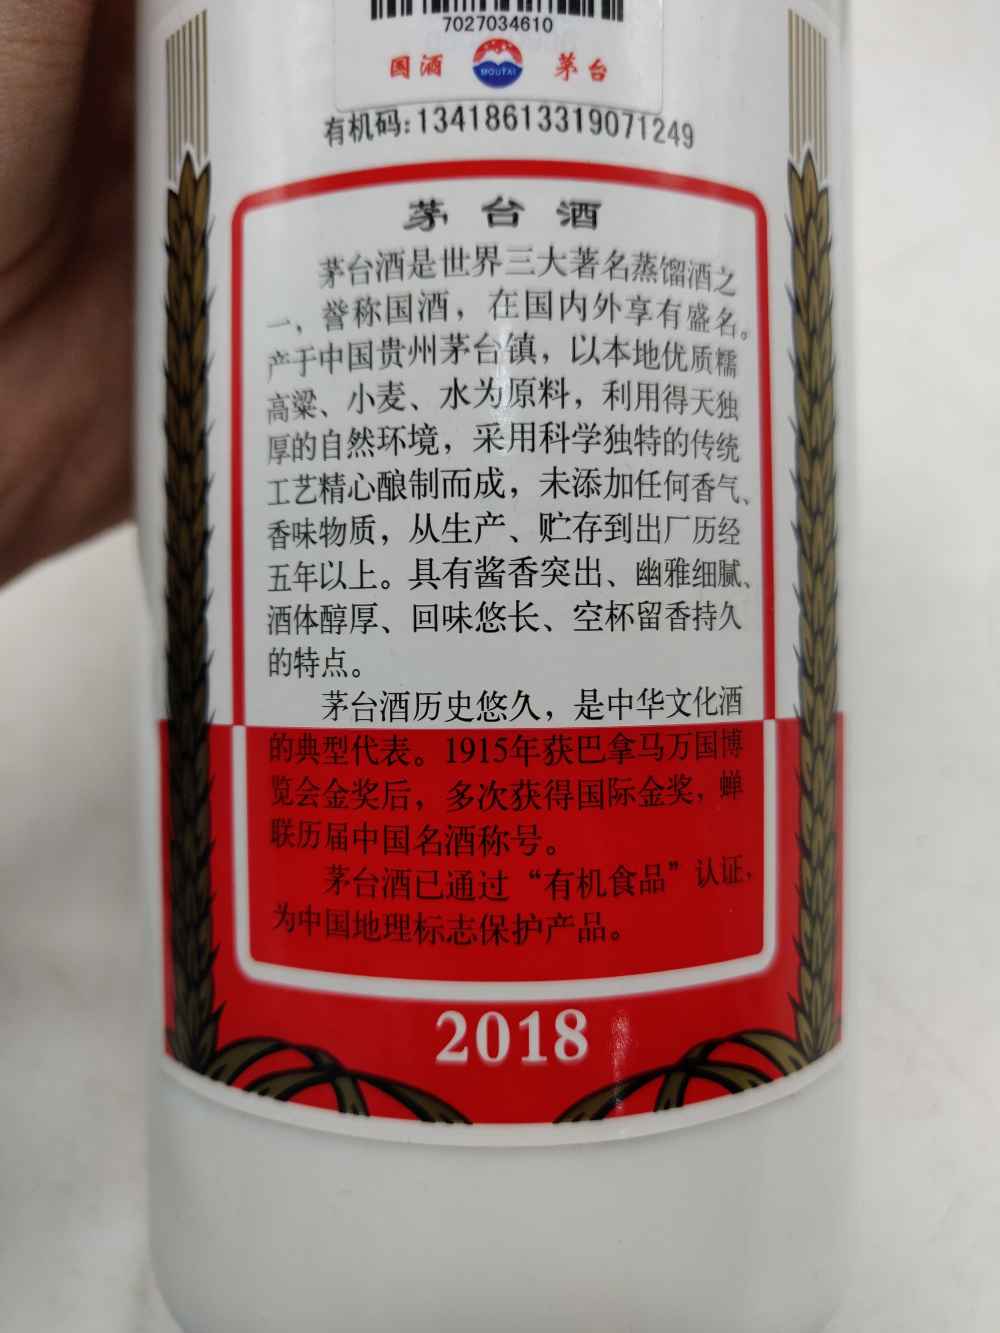 7027034610
国酒 MOUTAI 茅台
有机码:13418613319071249
茅台酒
茅台酒是世界三大著名蒸馏酒之
一，誉称国酒，在国内外享有盛名。
产于中国贵州茅台镇，以本地优质糯
高粱、小麦、水为原料，利用得天独
厚的自然环境，采用科学独特的传统
工艺精心酿制而成，未添加任何香气、
香味物质，从生产、贮存到出厂历经
五年以上。具有酱香突出、幽雅细腻、
酒体醇厚、回味悠长、空杯留香持久
的特点。
茅台酒历史悠久，是中华文化酒
的典型代表。1915年获巴拿马万国博
览会金奖后，多次获得国际金奖，蝉
联历届中国名酒称号。
茅台酒已通过“有机食品”认证，
为中国地理标志保护产品。
2018